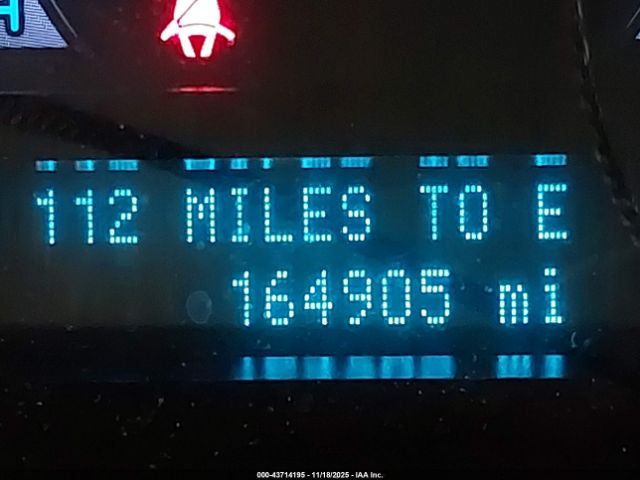 112 MILES TO E
164905 mi
000-43714195 - 11/18/2025 - IAA Inc.